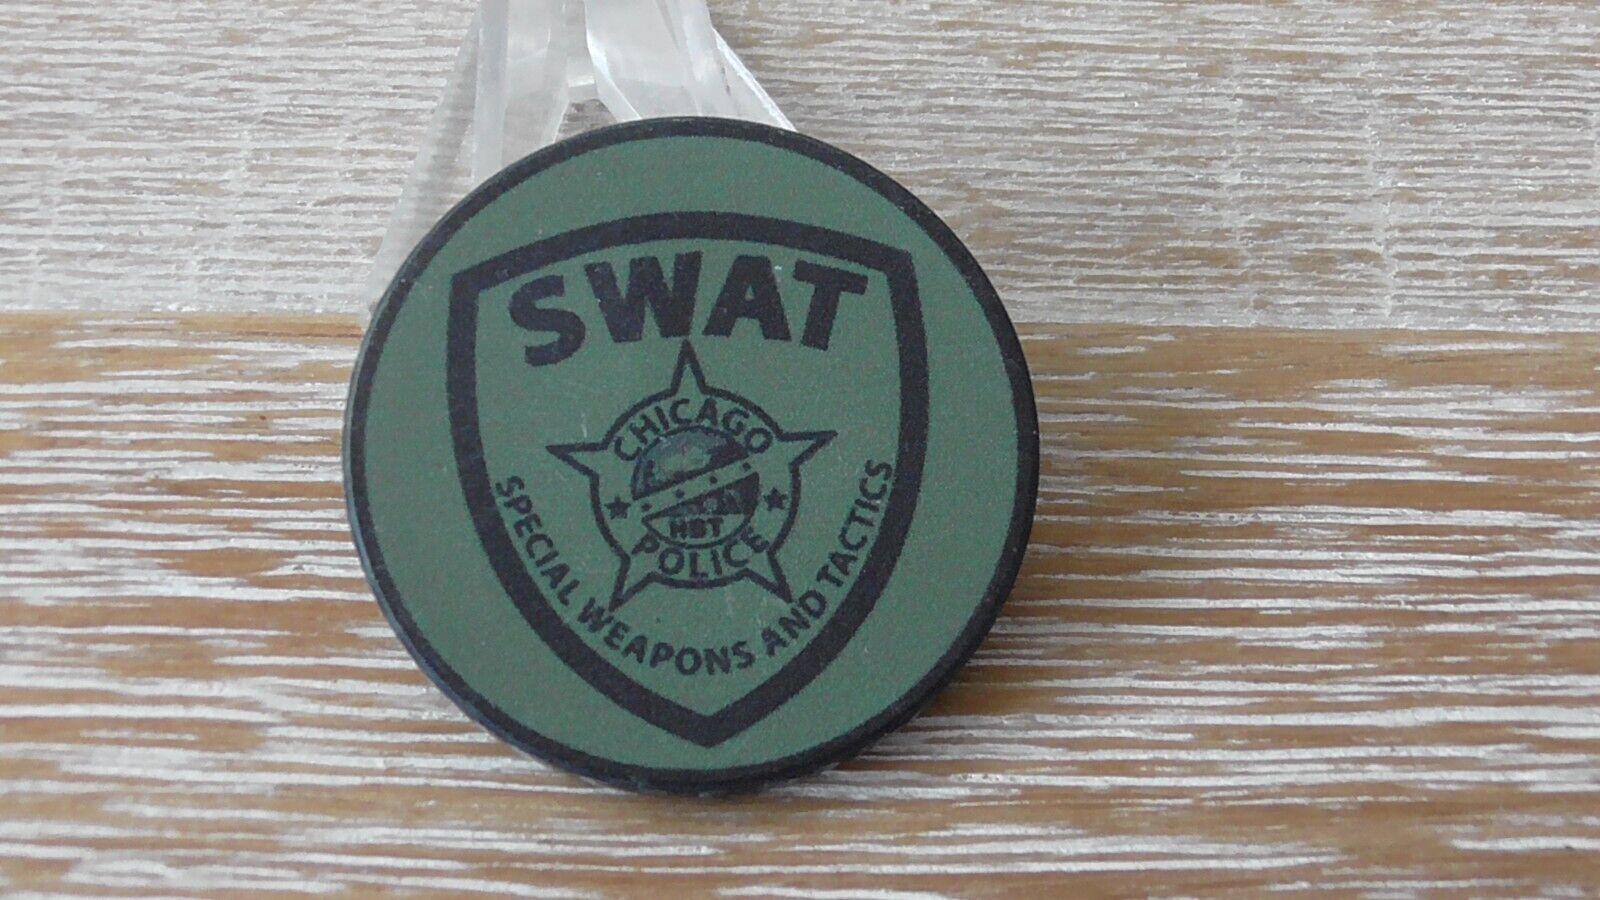 SWAT
CHICAGO
HBT
POLICE
SPECIAL WEAPONS AND TACTICS